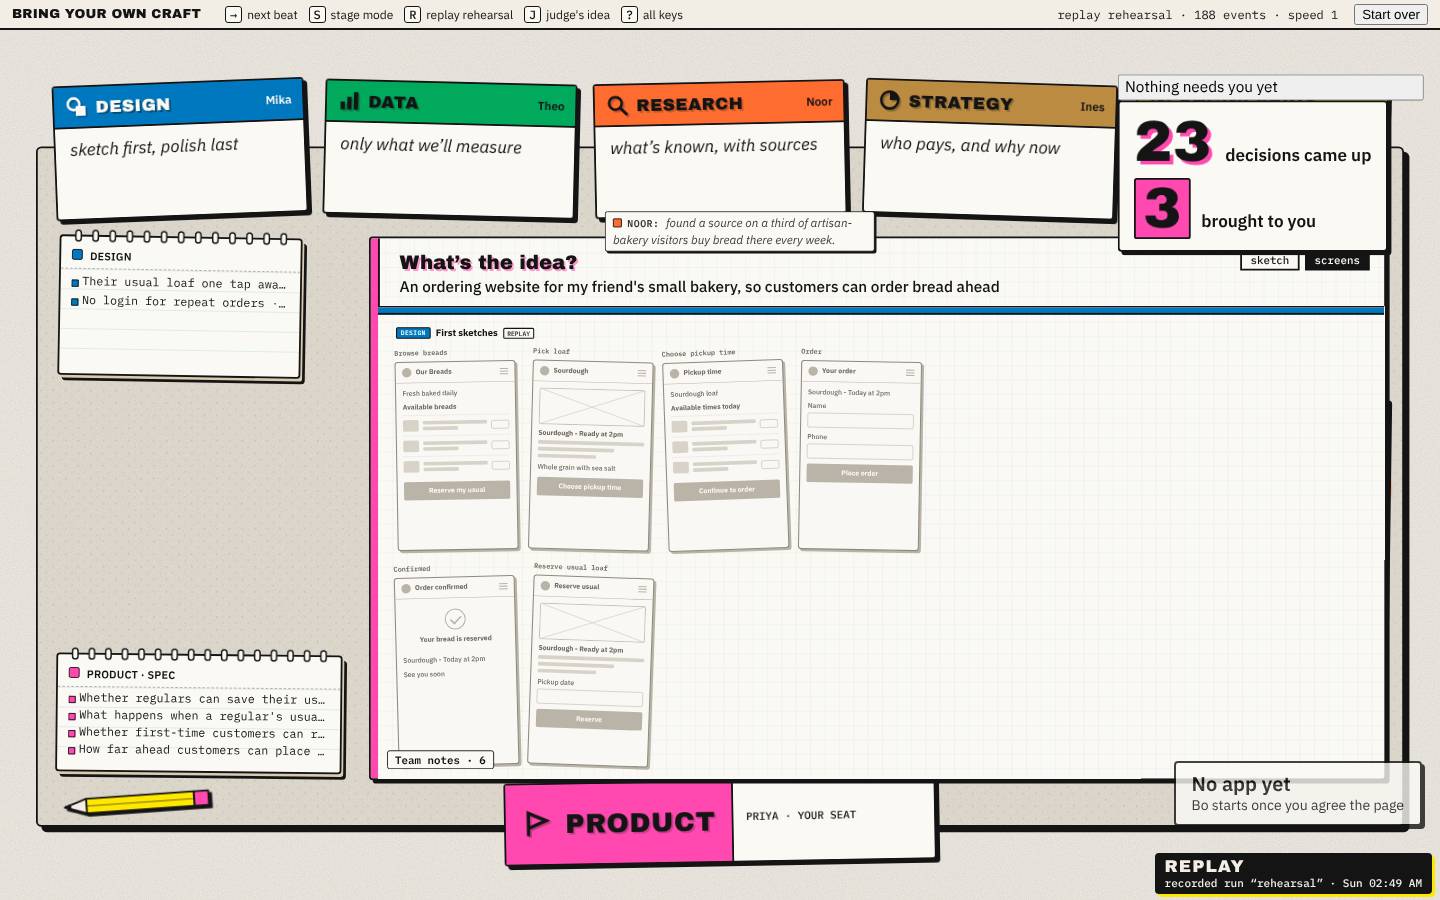 BRING YOUR OWN CRAFT → next beat S stage mode R replay rehearsal J judge's idea ? all keys replay rehearsal · 188 events · speed 1 Start over
DESIGN Mika
sketch first, polish last
DATA Theo
only what we'll measure
RESEARCH Noor
what's known, with sources
STRATEGY Ines
who pays, and why now
Nothing needs you yet
23 decisions came up
3 brought to you
NOOR: found a source on a third of artisan-
bakery visitors buy bread there every week.
DESIGN
Their usual loaf one tap awa…
No login for repeat orders ·…
What's the idea?
An ordering website for my friend's small bakery, so customers can order bread ahead
sketch screens
DESIGN First sketches REPLAY
Browse breads
Our Breads
Fresh baked daily
Available breads
Reserve my usual
Pick loaf
Sourdough
Sourdough - Ready at 2pm
Whole grain with sea salt
Choose pickup time
Choose pickup time
Pickup time
Sourdough loaf
Available times today
Continue to order
Order
Your order
Sourdough - Today at 2pm
Name
Phone
Place order
Confirmed
Order confirmed
Your bread is reserved
Sourdough - Today at 2pm
See you soon
Reserve usual loaf
Reserve usual
Sourdough - Ready at 2pm
Pickup date
Reserve
Team notes · 6
PRODUCT · SPEC
Whether regulars can save their us…
What happens when a regular's usua…
Whether first-time customers can r…
How far ahead customers can place …
PRODUCT
PRIYA · YOUR SEAT
No app yet
Bo starts once you agree the page
REPLAY
recorded run “rehearsal” · Sun 02:49 AM